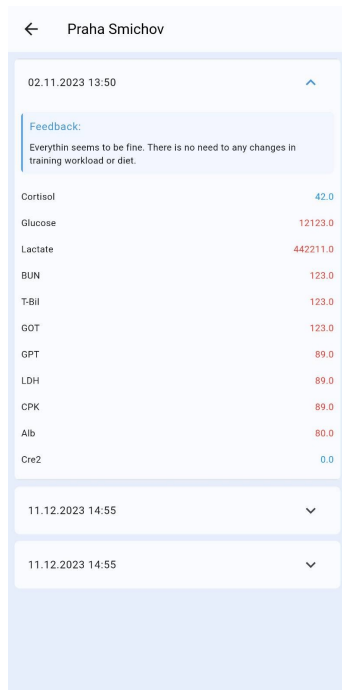 Praha Smichov
02.11.2023 13:50
Feedback:
Everythin seems to be fine. There is no need to any changes in
training workload or diet.
Cortisol 42.0
Glucose 12123.0
Lactate 442211.0
BUN 123.0
T-Bil 123.0
GOT 123.0
GPT 89.0
LDH 89.0
CPK 89.0
Alb 80.0
Cre2 0.0
11.12.2023 14:55
11.12.2023 14:55